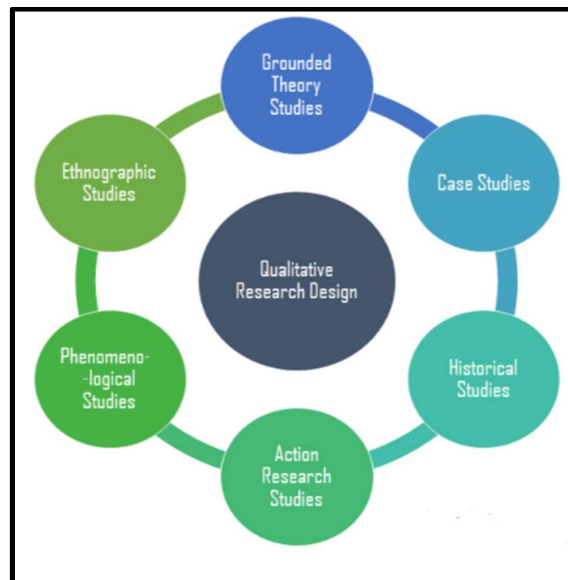 Grounded
Theory
Studies
Ethnographic
Studies
Case Studies
Qualitative
Research Design
Phenomeno-
-logical
Studies
Historical
Studies
Action
Research
Studies